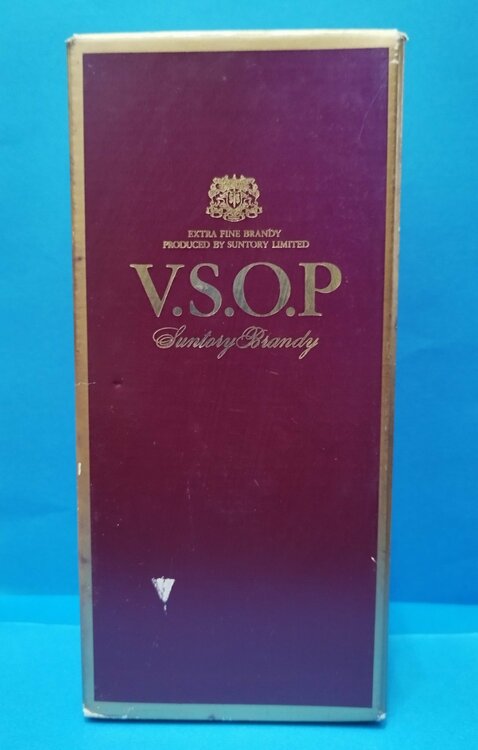 EXTRA FINE BRANDY
PRODUCED BY SUNTORY LIMITED
V.S.O.P
Suntory Brandy